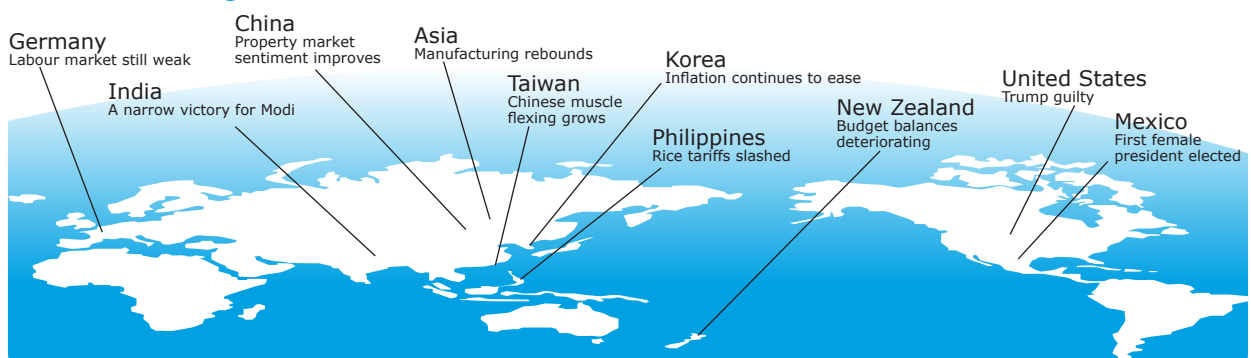 Germany
Labour market still weak
India
A narrow victory for Modi
China
Property market
sentiment improves
Asia
Manufacturing rebounds
Taiwan
Chinese muscle
flexing grows
Korea
Inflation continues to ease
Philippines
Rice tariffs slashed
New Zealand
Budget balances
deteriorating
United States
Trump guilty
Mexico
First female
president elected